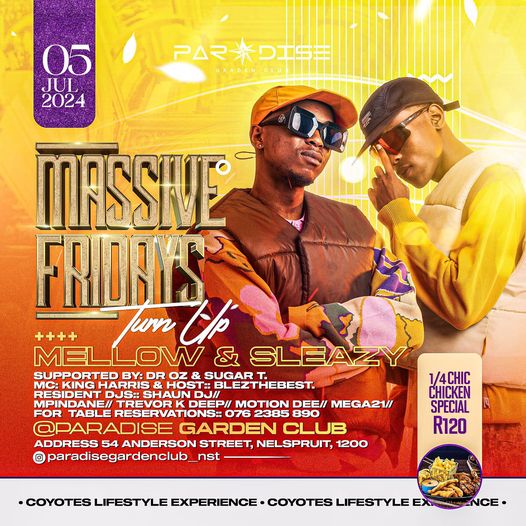 05
JUL
2024
PARADISE
GARDEN CLUB
MASSIVE
FRIDAYS
Turn Up
++++
MELLOW & SLEAZY
SUPPORTED BY: DR OZ & SUGAR T.
MC: KING HARRIS & HOST:: BLEZTHEBEST.
RESIDENT DJS:: SHAUN DJ//
MPINDANE// TREVOR K DEEP// MOTION DEE// MEGA21//
FOR TABLE RESERVATIONS:: 076 2385 890
@PARADISE GARDEN CLUB
ADDRESS 54 ANDERSON STREET, NELSPRUIT, 1200
paradisegardenclub_nst
1/4 CHIC
CHICKEN
SPECIAL
R120
• COYOTES LIFESTYLE EXPERIENCE • COYOTES LIFESTYLE EXPERIENCE •